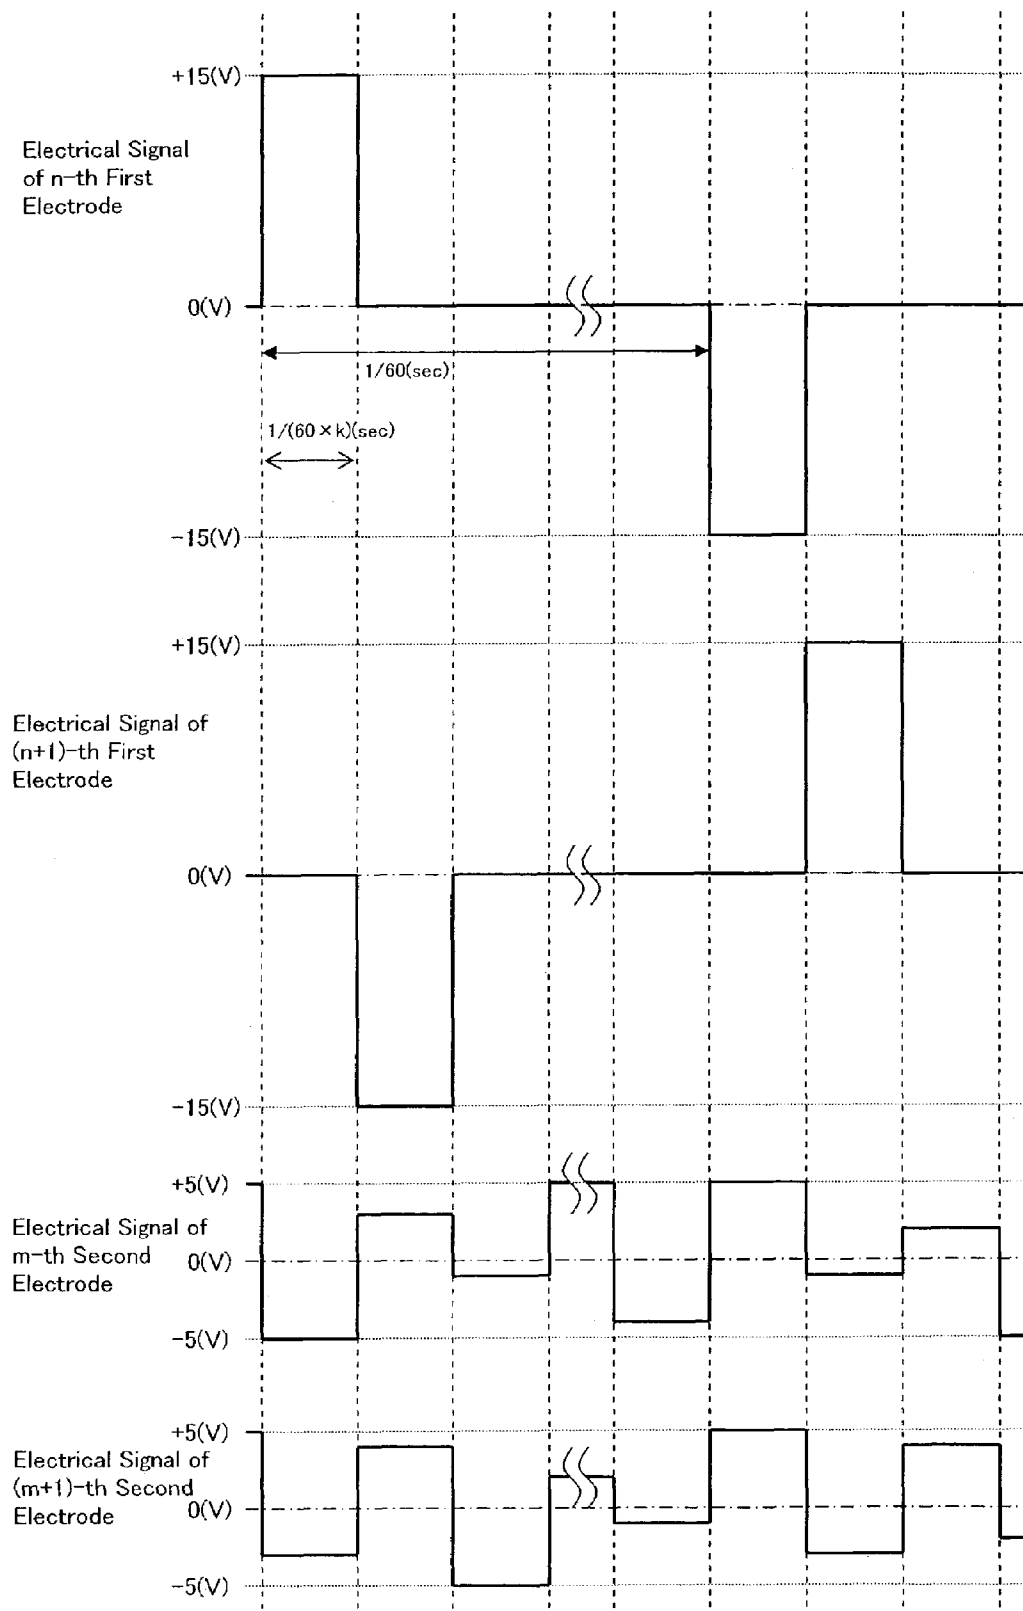 +15(V)
Electrical Signal
of n-th First
Electrode
0(V)
1/60(sec)
1/(60×k)(sec)
-15(V)
+15(V)
Electrical Signal of
(n+1)-th First
Electrode
0(V)
-15(V)
+5(V)
Electrical Signal of
m-th Second
Electrode
0(V)
-5(V)
+5(V)
Electrical Signal of
(m+1)-th Second
Electrode
0(V)
-5(V)